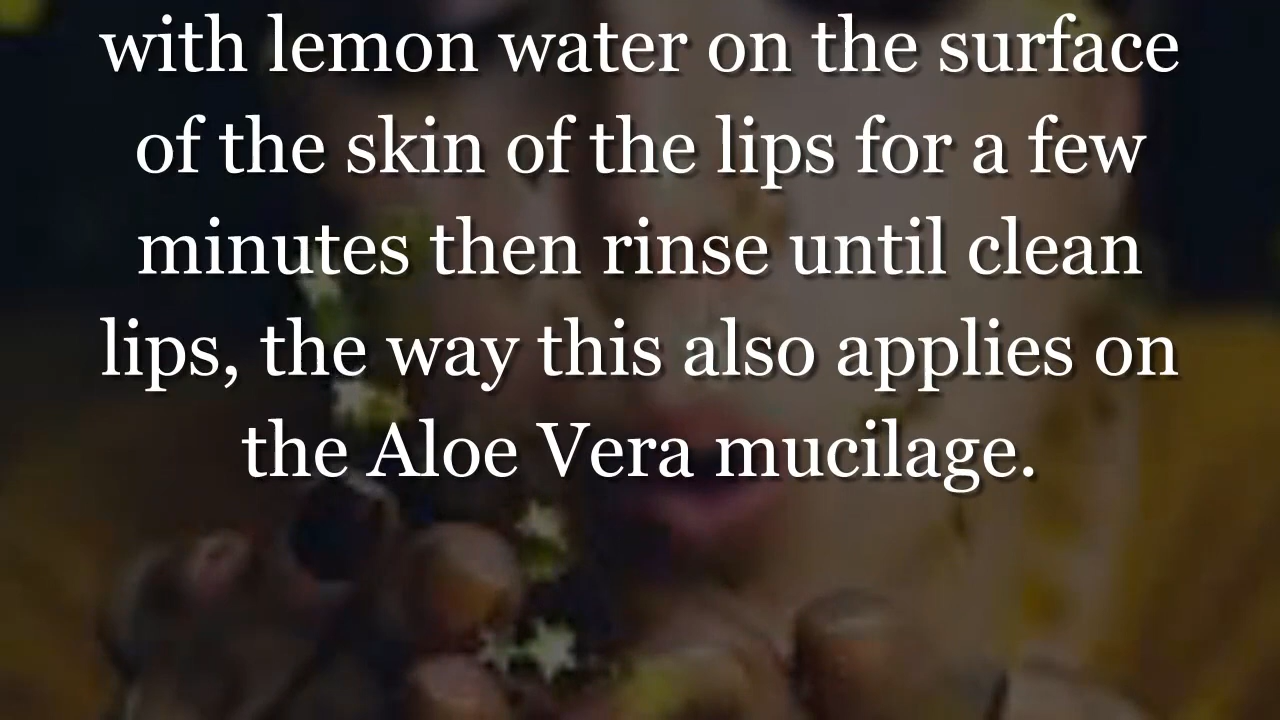 with lemon water on the surface
of the skin of the lips for a few
minutes then rinse until clean
lips, the way this also applies on
the Aloe Vera mucilage.